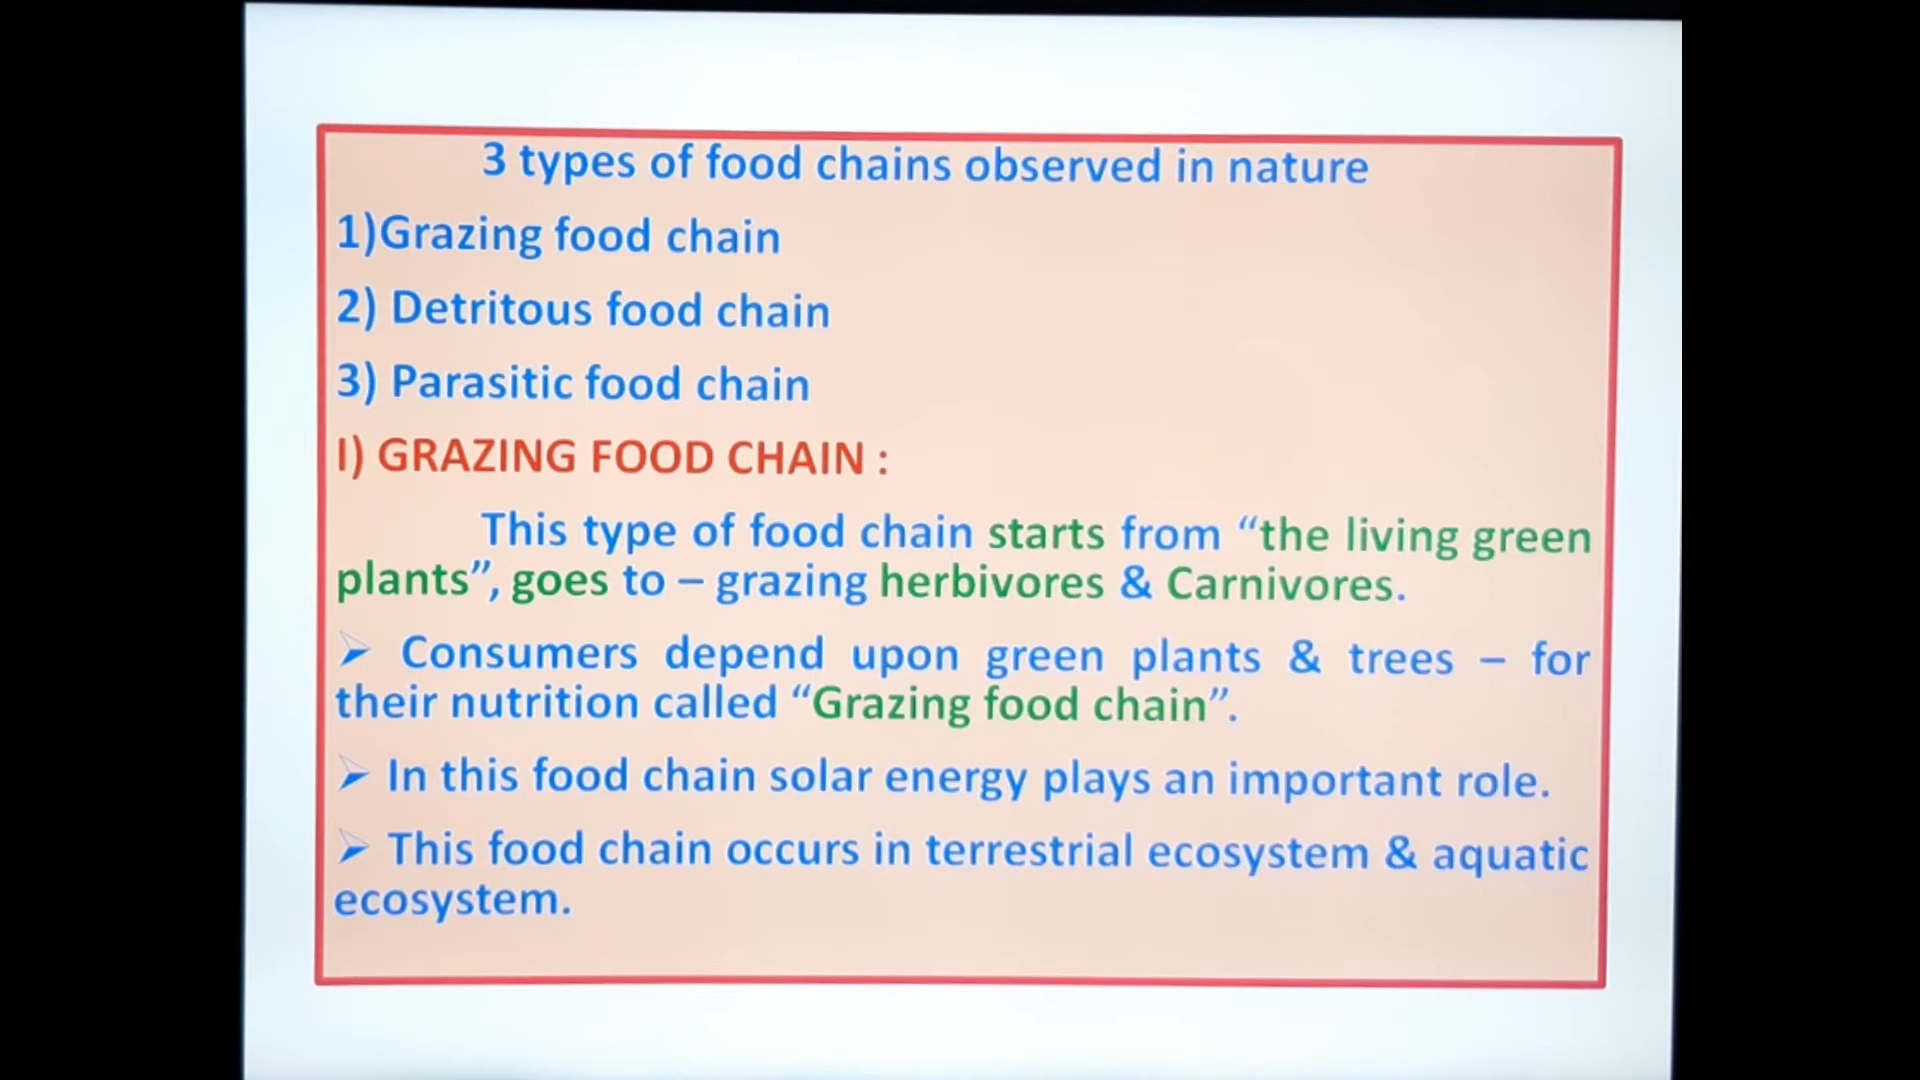 3 types of food chains observed in nature
1)Grazing food chain
2) Detritous food chain
3) Parasitic food chain
I) GRAZING FOOD CHAIN :
This type of food chain starts from “the living green
plants”, goes to – grazing herbivores & Carnivores.
➢ Consumers depend upon green plants & trees – for
their nutrition called “Grazing food chain”.
➢ In this food chain solar energy plays an important role.
➢ This food chain occurs in terrestrial ecosystem & aquatic
ecosystem.